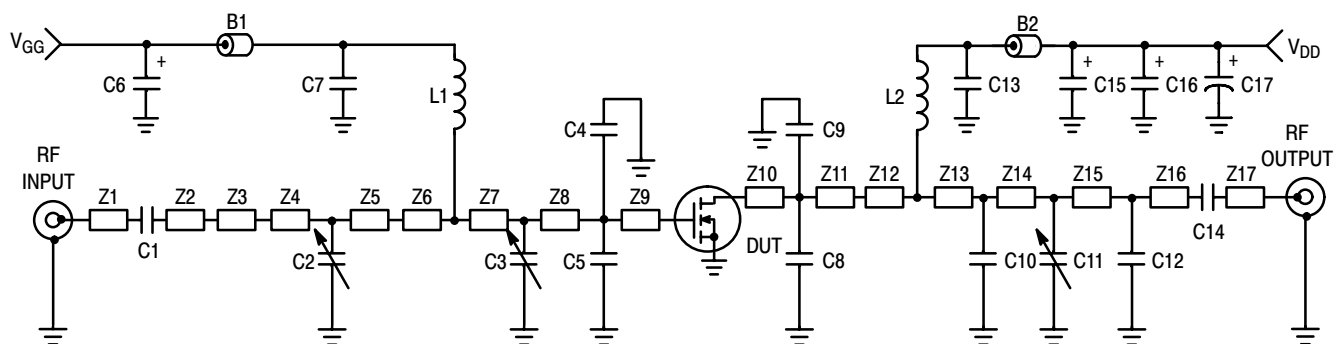 B1
B2
VGG
VDD
+
+
+
+
C6
C7
L1
L2
C13
C15
C16
C17
C4
C9
RF
INPUT
RF
OUTPUT
Z1
Z2
Z3
Z4
Z5
Z6
Z7
Z8
Z9
Z10
Z11
Z12
Z13
Z14
Z15
Z16
Z17
C1
C2
C3
C5
DUT
C8
C10
C11
C12
C14